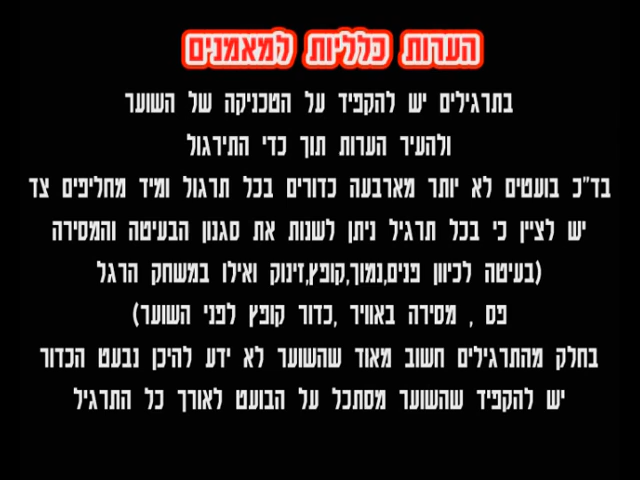 הערות כלליות למאמנים
בתרגילים יש להקפיד על הטכניקה של השוער
ולהעיר הערות תוך כדי התירגול
בד"כ בועטים לא יותר מארבעה כדורים בכל תרגול ומיד מחליפים צד
יש לציין כי בכל תרגיל ניתן לשנות את סגנון הבעיטה והמסירה
(בעיטה לכיוון פנים,נמוך,קופץ,זינוק ואילו במשחק הרגל
פס , מסירה באוויר ,כדור קופץ לפני השוער)
בחלק מהתרגילים חשוב מאוד שהשוער לא ידע להיכן נבעט הכדור
יש להקפיד שהשוער מסתכל על הבועט לאורך כל התרגיל